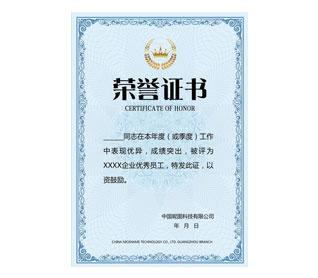 荣誉证书
CERTIFICATE OF HONOR
______同志在本年度（或季度）工作
中表现优异，成绩突出，被评为
XXXX企业优秀员工，特发此证，以
资鼓励。
中国昵图科技有限公司
年 月 日
CHINA NICEIMAGE TECHNOLOGY CO., LTD. GUANGZHOU BRANCH